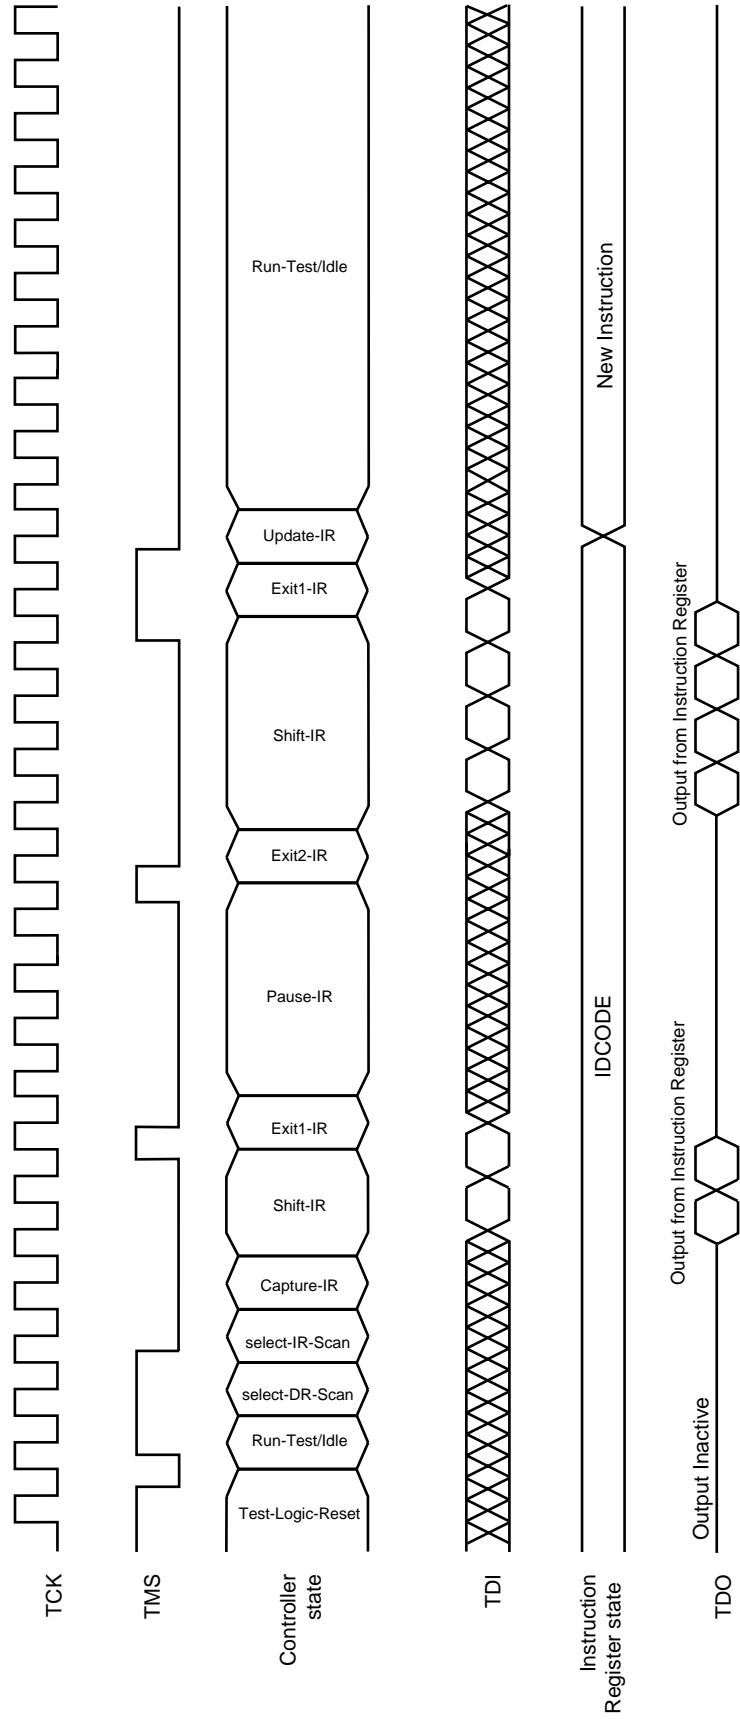 TCK
TMS
Controller
state
Test-Logic-Reset
Run-Test/Idle
select-DR-Scan
select-IR-Scan
Capture-IR
Shift-IR
Exit1-IR
Pause-IR
Exit2-IR
Shift-IR
Exit1-IR
Update-IR
Run-Test/Idle
TDI
Instruction
Register state
IDCODE
New Instruction
TDO
Output Inactive
Output from Instruction Register
Output from Instruction Register